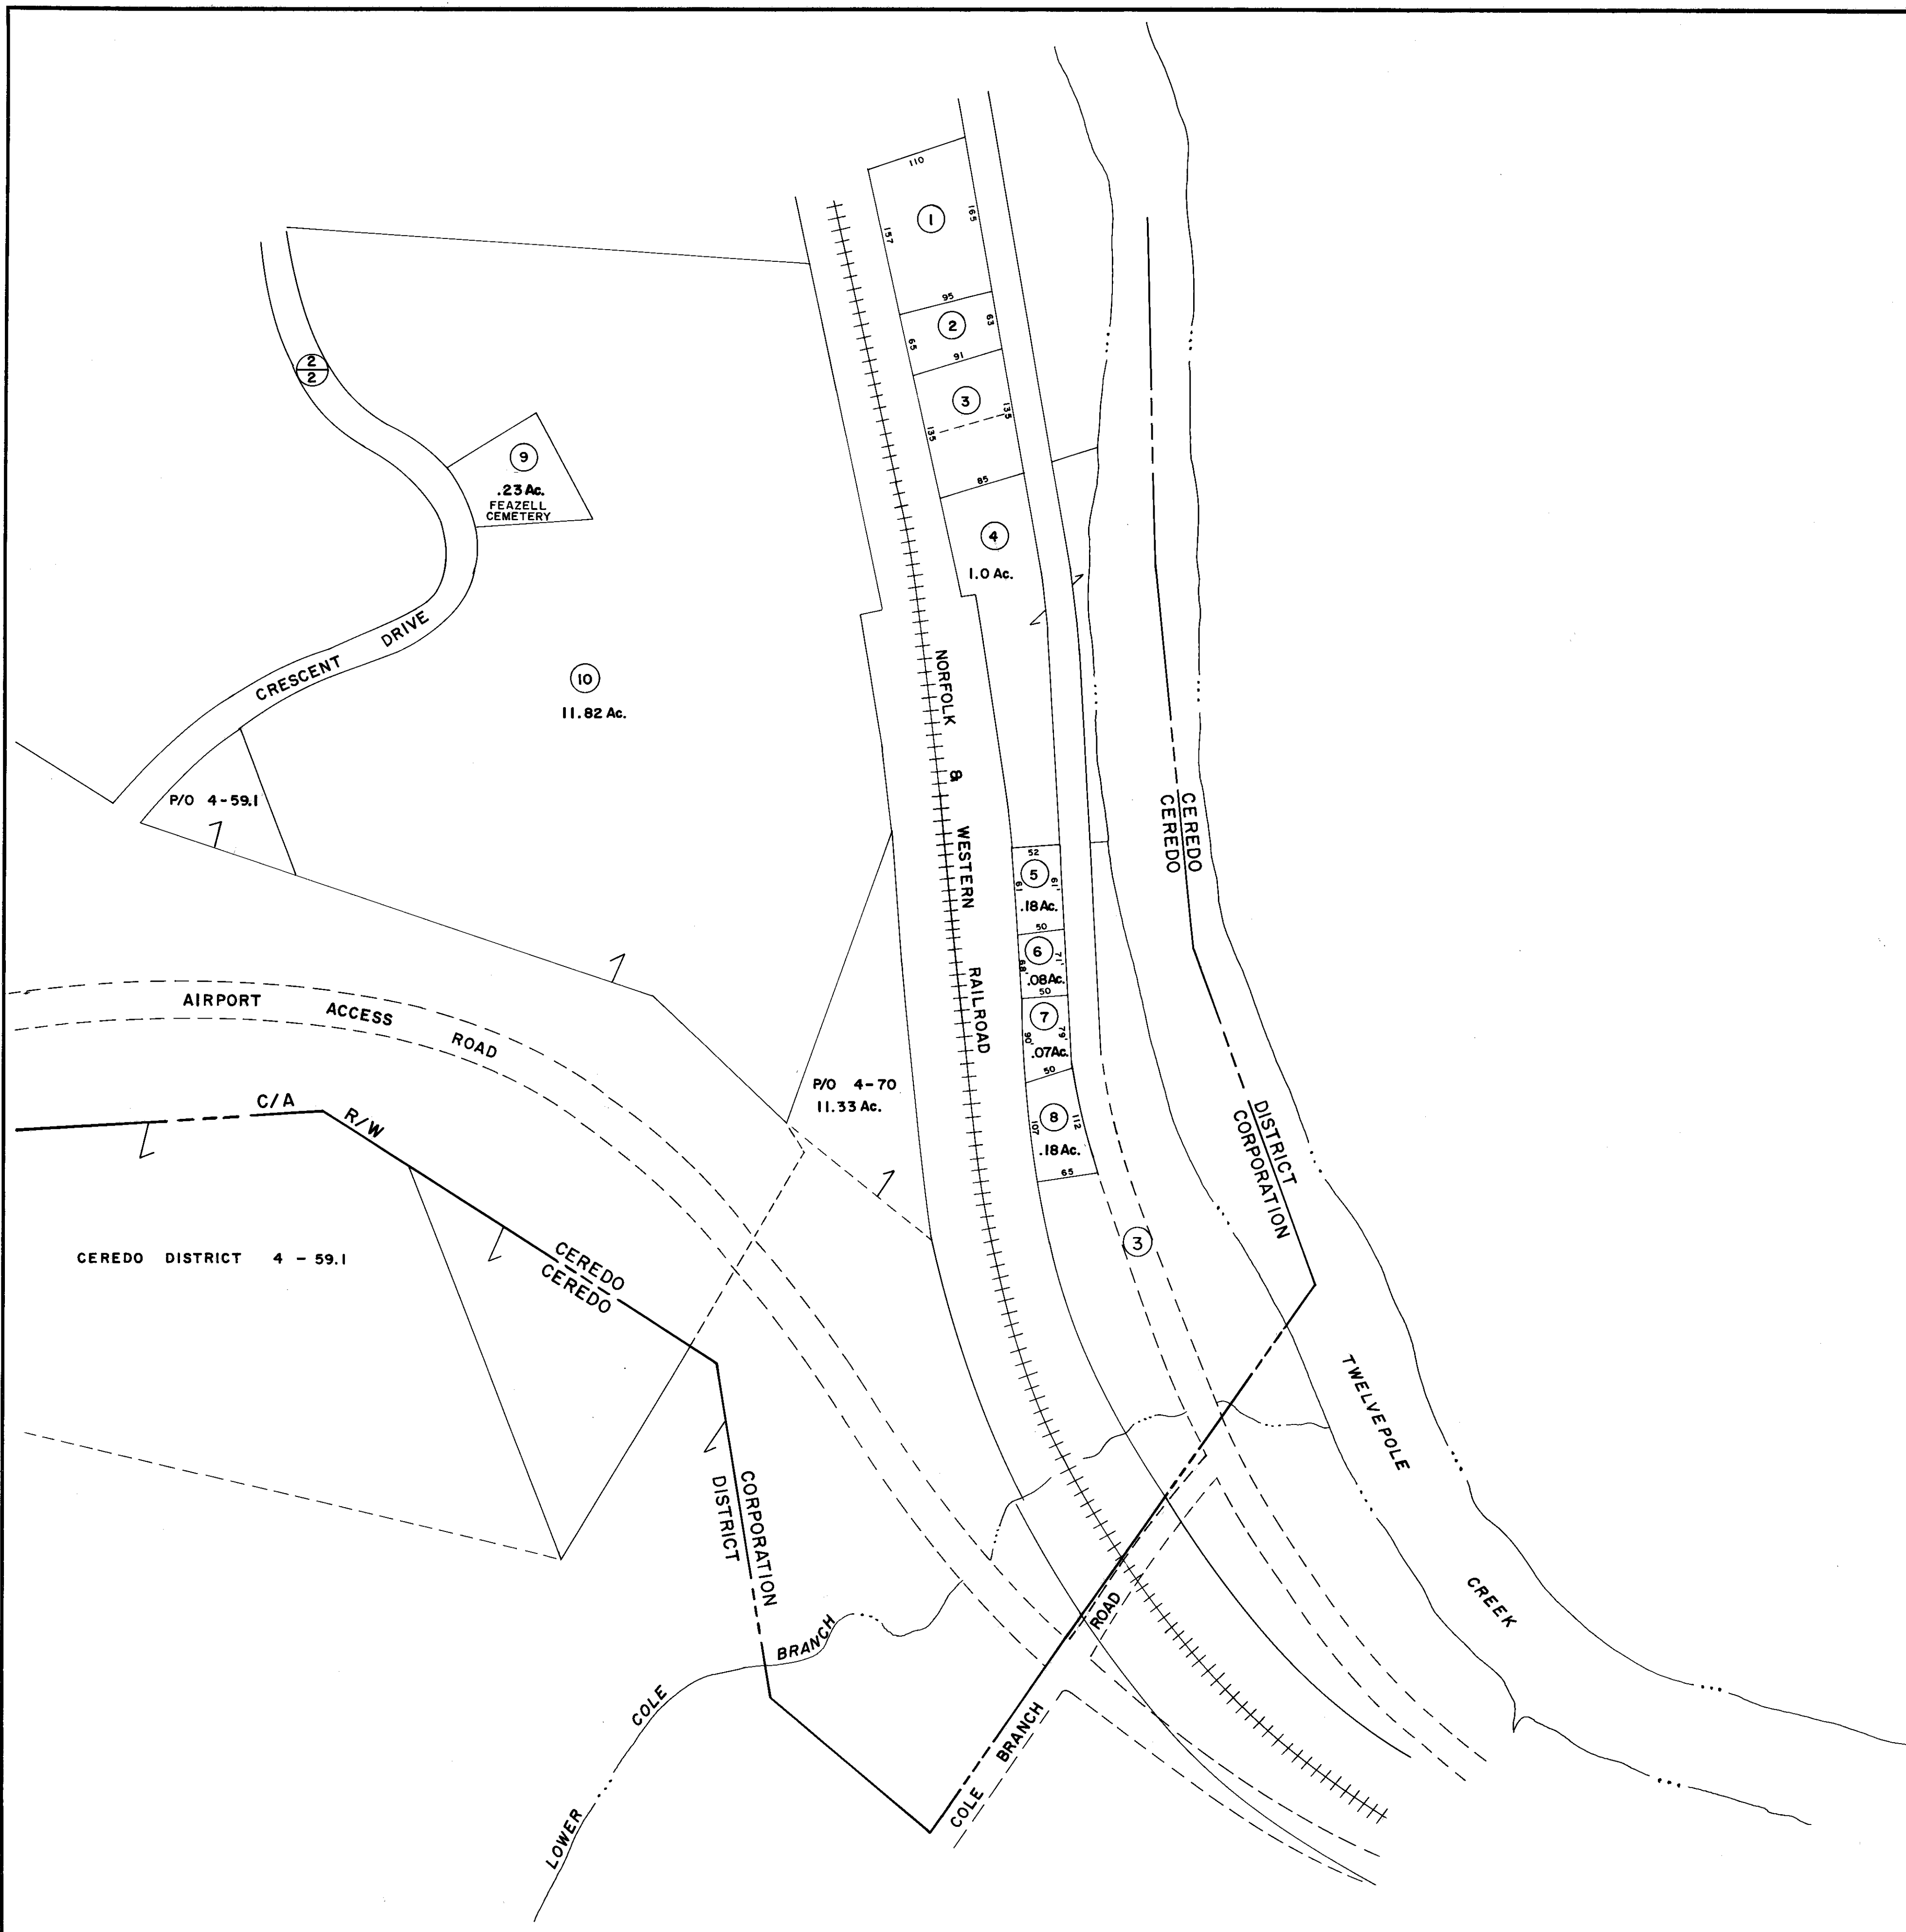 110
1
165
157
95
2
63
65
91
3
135
135
85
4
1.0 Ac.
2
2
9
.23 Ac.
FEAZELL
CEMETERY
CRESCENT DRIVE
10
11.82 Ac.
P/O 4-59.1
NORFOLK & WESTERN RAILROAD
52
5
61'
61'
.18 Ac.
50
6
71'
68'
.08 Ac.
50
7
79'
90'
.07 Ac.
50
8
112
107
.18 Ac.
65
CEREDO
CEREDO
DISTRICT
CORPORATION
AIRPORT ACCESS ROAD
P/O 4-70
11.33 Ac.
C/A
R/W
CEREDO DISTRICT 4 - 59.1
CEREDO
CEREDO
3
CORPORATION
DISTRICT
TWELVEPOLE CREEK
LOWER COLE BRANCH
COLE BRANCH ROAD